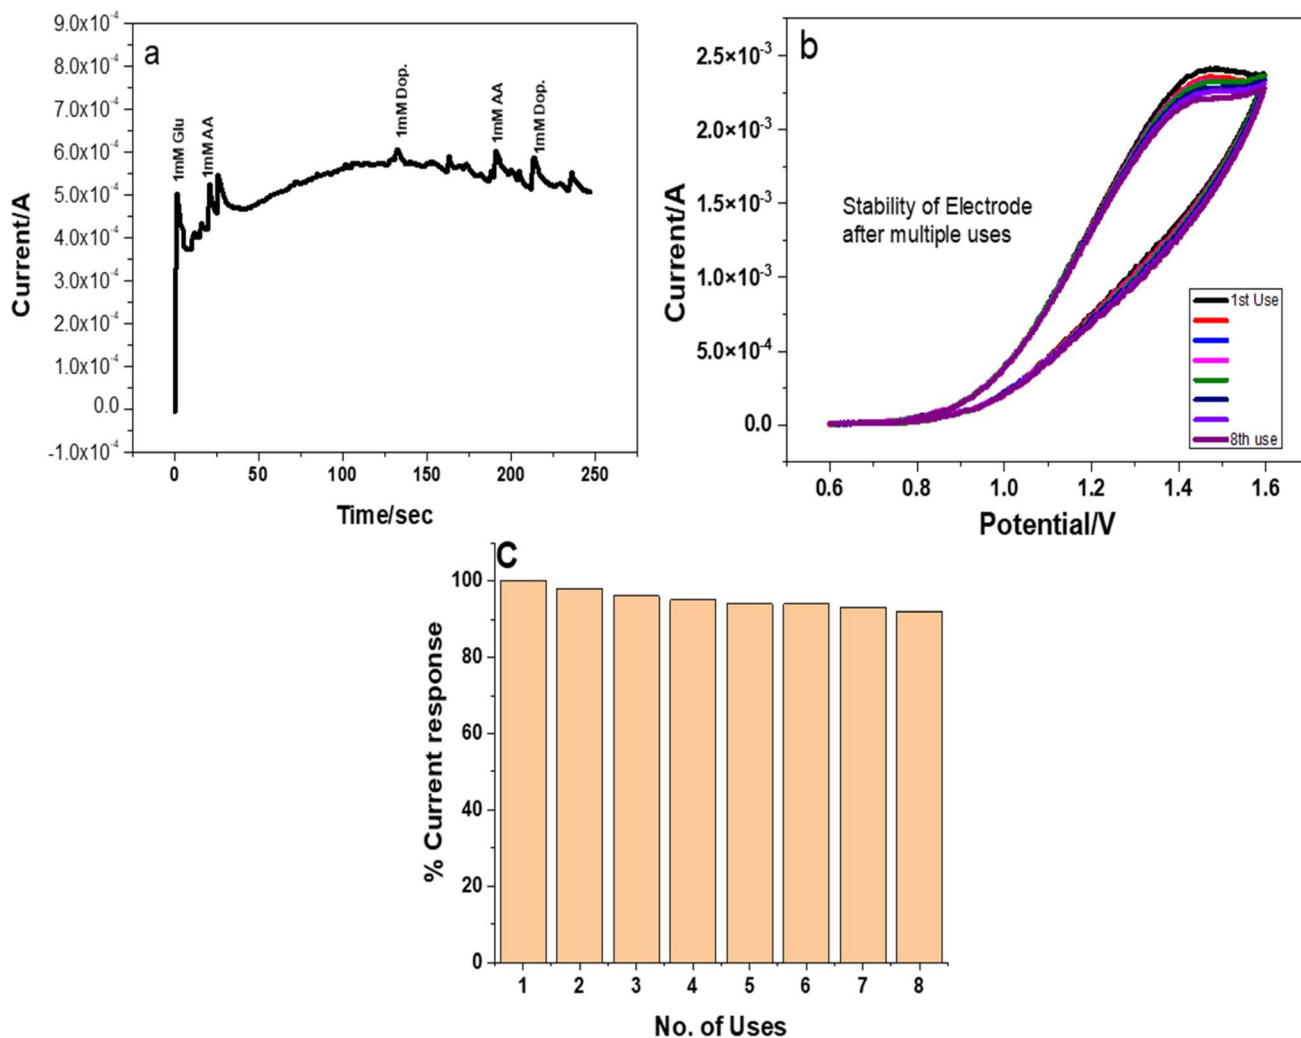 a
9.0x10⁻⁴
8.0x10⁻⁴
7.0x10⁻⁴
6.0x10⁻⁴
5.0x10⁻⁴
4.0x10⁻⁴
3.0x10⁻⁴
2.0x10⁻⁴
1.0x10⁻⁴
0.0
-1.0x10⁻⁴
Current/A
1mM Glu
1mM AA
1mM Dop.
1mM AA
1mM Dop.
0 50 100 150 200 250
Time/sec
b
2.5×10⁻³
2.0×10⁻³
1.5×10⁻³
1.0×10⁻³
5.0×10⁻⁴
0.0
Current/A
Stability of Electrode
after multiple uses
1st Use
8th use
0.6 0.8 1.0 1.2 1.4 1.6
Potential/V
C
100
80
60
40
20
0
% Current response
1 2 3 4 5 6 7 8
No. of Uses